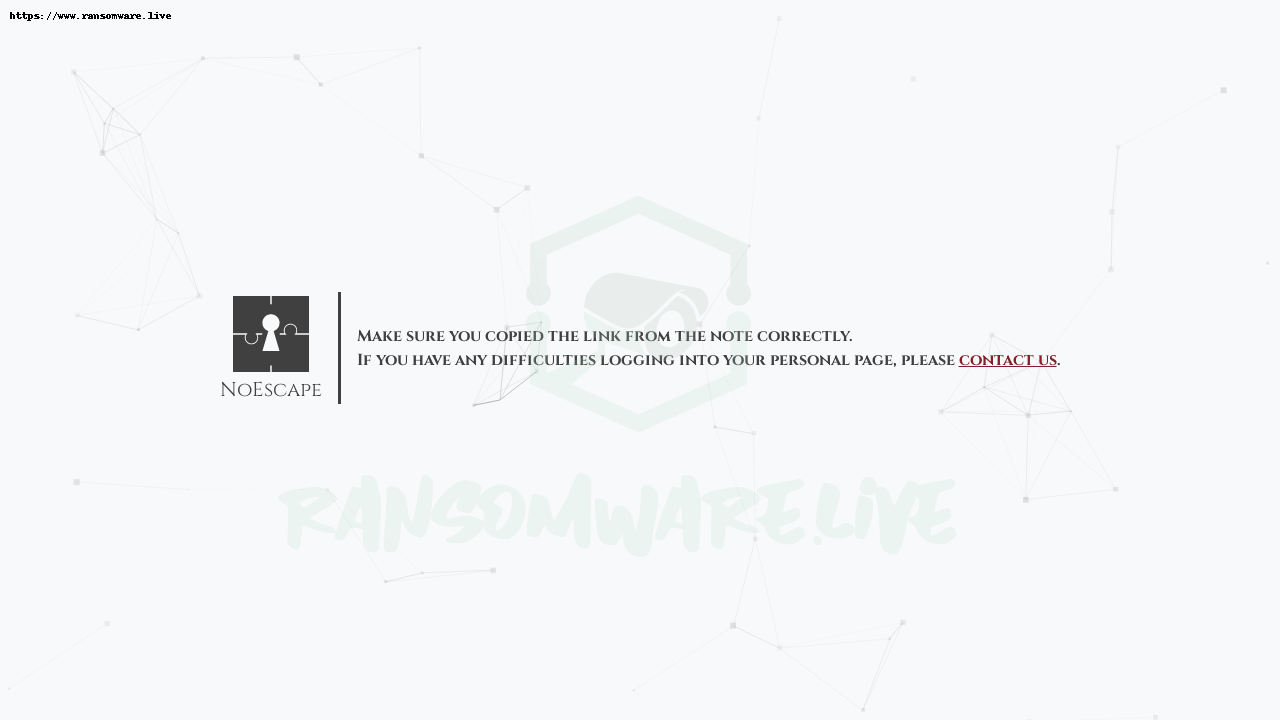 https://www.ransomware.live
Make sure you copied the link from the note correctly.
If you have any difficulties logging into your personal page, please contact us.
NoEscape
RANSOMWARE.LiVE